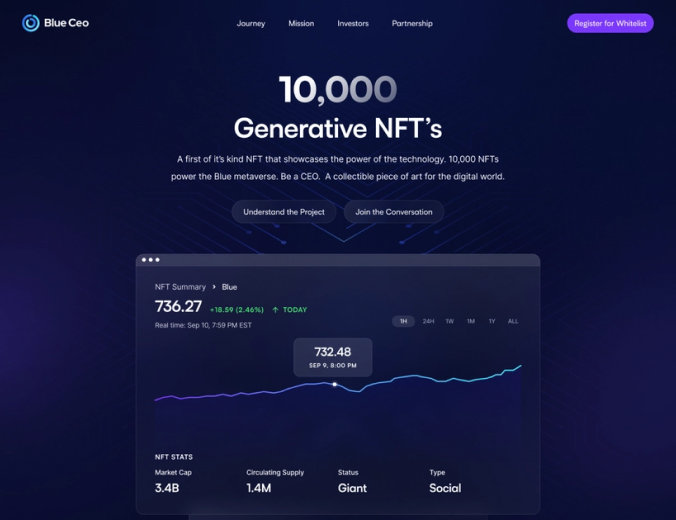 Blue Ceo
Journey Mission Investors Partnership
Register for Whitelist
10,000
Generative NFT’s
A first of it’s kind NFT that showcases the power of the technology. 10,000 NFTs
power the Blue metaverse. Be a CEO. A collectible piece of art for the digital world.
Understand the Project Join the Conversation
NFT Summary > Blue
736.27 +18.59 (2.46%) ↑ TODAY
Real time: Sep 10, 7:59 PM EST
1H 24H 1W 1M 1Y ALL
732.48
SEP 9, 8:00 PM
NFT STATS
Market Cap Circulating Supply Status Type
3.4B 1.4M Giant Social